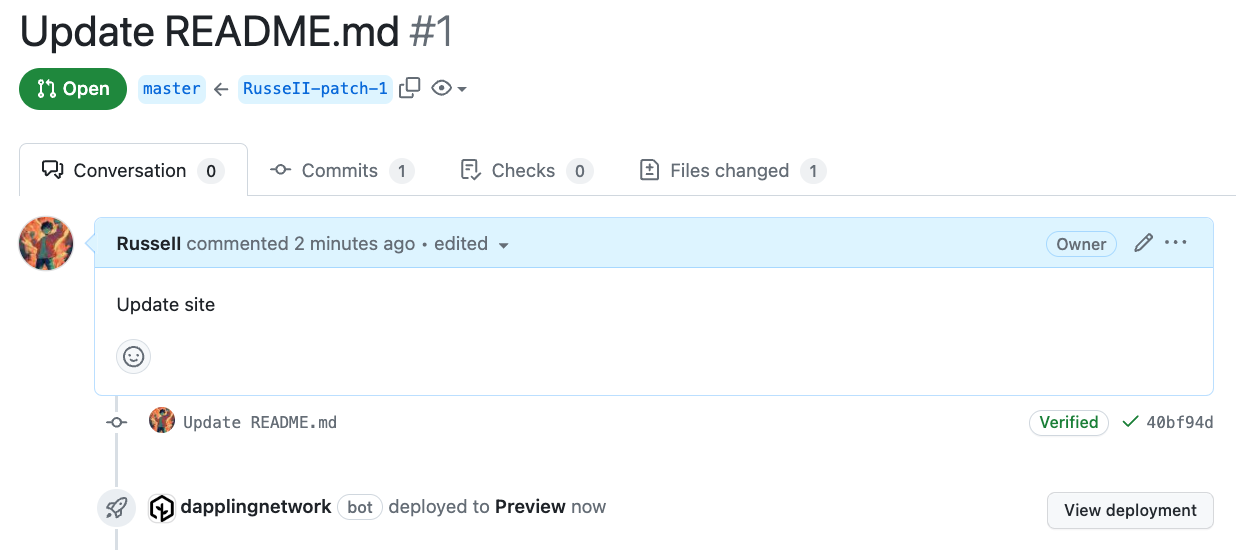 Update README.md #1
Open master ← RusseII-patch-1
Conversation 0 Commits 1 Checks 0 Files changed 1
Russell commented 2 minutes ago • edited Owner
Update site
Update README.md Verified 40bf94d
dapplingnetwork bot deployed to Preview now View deployment